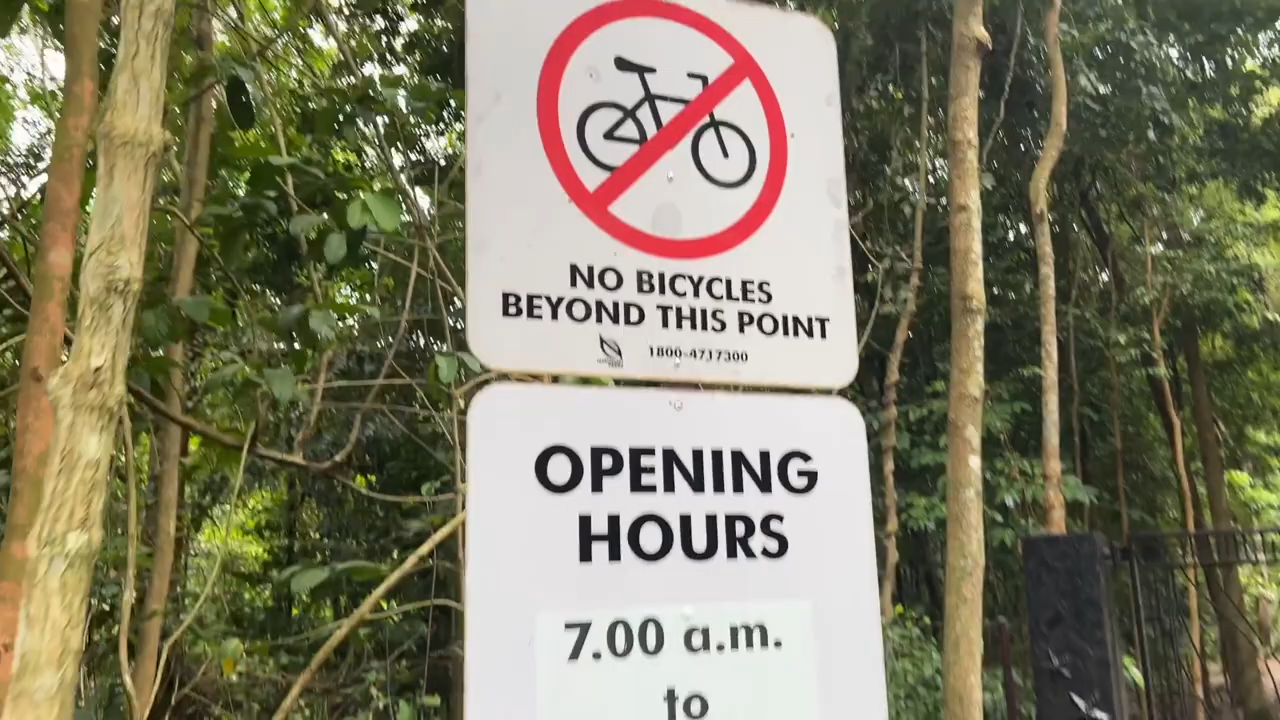 NO BICYCLES
BEYOND THIS POINT
1800-4717300
OPENING
HOURS
7.00 a.m.
to